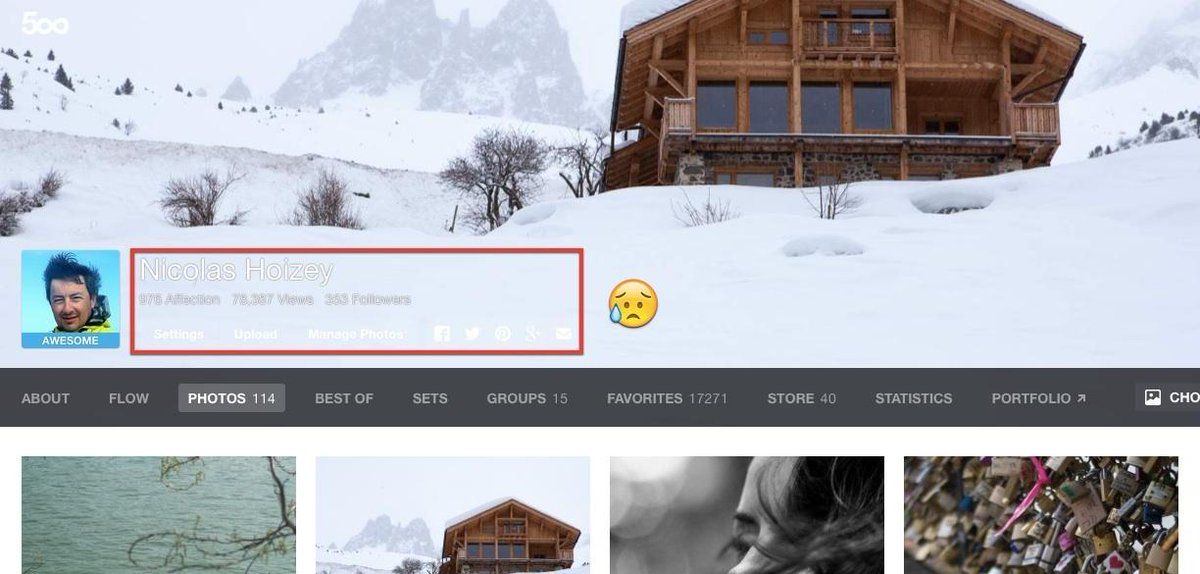 500
Nicolas Hoizey
976 Affection 78,387 Views 353 Followers
Settings Upload Manage Photos
AWESOME
ABOUT FLOW PHOTOS 114 BEST OF SETS GROUPS 15 FAVORITES 17271 STORE 40 STATISTICS PORTFOLIO ↗ CHO